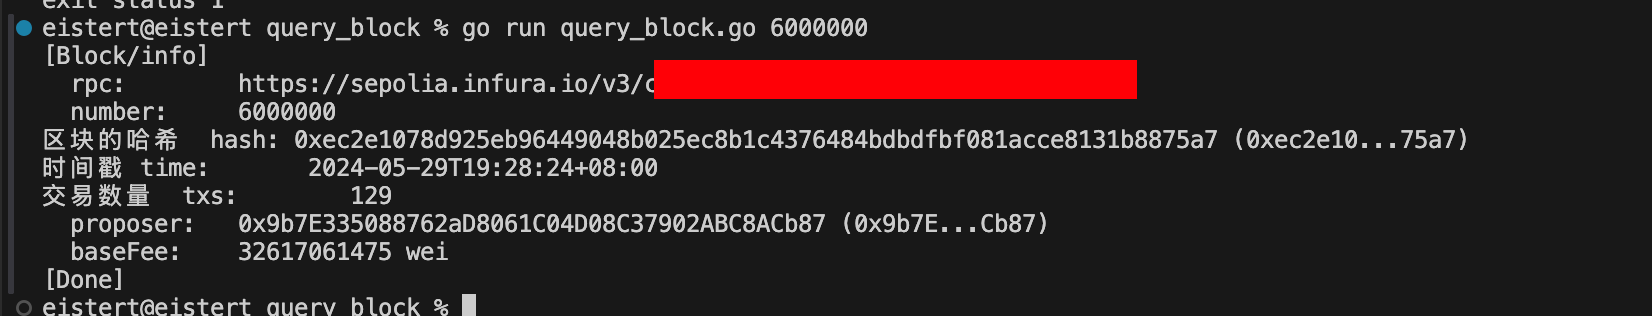 exit status 1
eistert@eistert query_block % go run query_block.go 6000000
[Block/info]
rpc: https://sepolia.infura.io/v3/c
number: 6000000
区块的哈希 hash: 0xec2e1078d925eb96449048b025ec8b1c4376484bdbdfbf081acce8131b8875a7 (0xec2e10...75a7)
时间戳 time: 2024-05-29T19:28:24+08:00
交易数量 txs: 129
proposer: 0x9b7E335088762aD8061C04D08C37902ABC8ACb87 (0x9b7E...Cb87)
baseFee: 32617061475 wei
[Done]
eistert@eistert query_block %